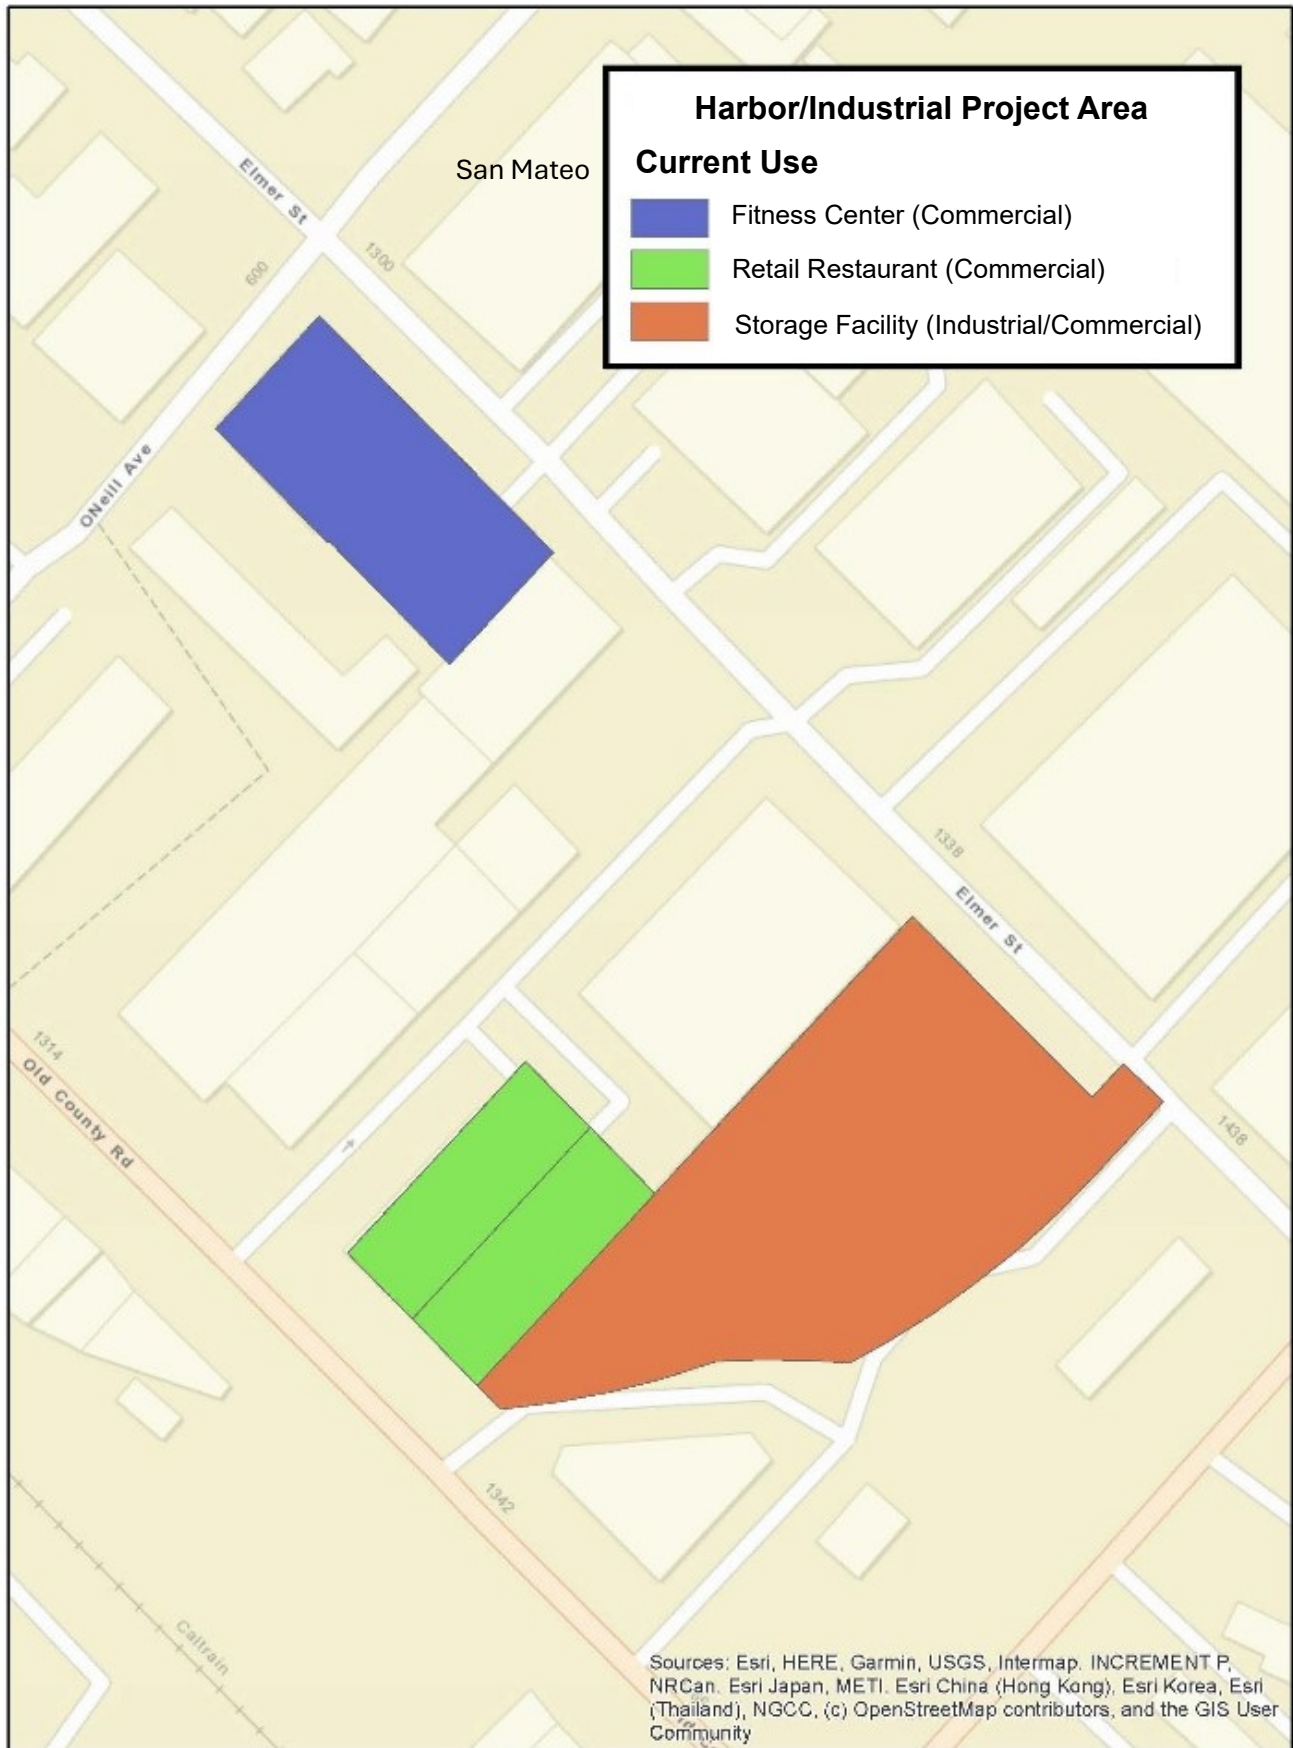 Harbor/Industrial Project Area
San Mateo
Current Use
Fitness Center (Commercial)
Retail Restaurant (Commercial)
Storage Facility (Industrial/Commercial)
Elmer St
1300
600
ONeill Ave
1338
Elmer St
1314
Old County Rd
1438
1342
Caltrain
Sources: Esri, HERE, Garmin, USGS, Intermap. INCREMENT P,
NRCan. Esri Japan, METI. Esri China (Hong Kong), Esri Korea, Esri
(Thailand), NGCC, (c) OpenStreetMap contributors, and the GIS User
Community